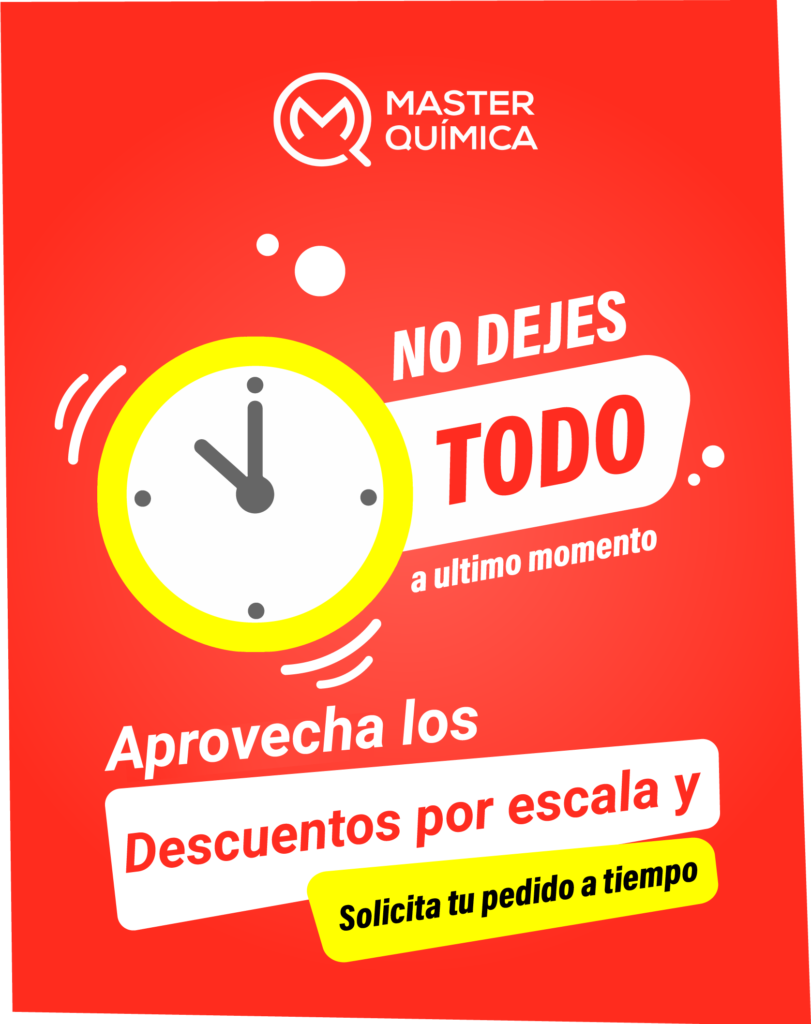 MASTER
QUÍMICA
NO DEJES
TODO
a ultimo momento
Aprovecha los
Descuentos por escala y
Solicita tu pedido a tiempo